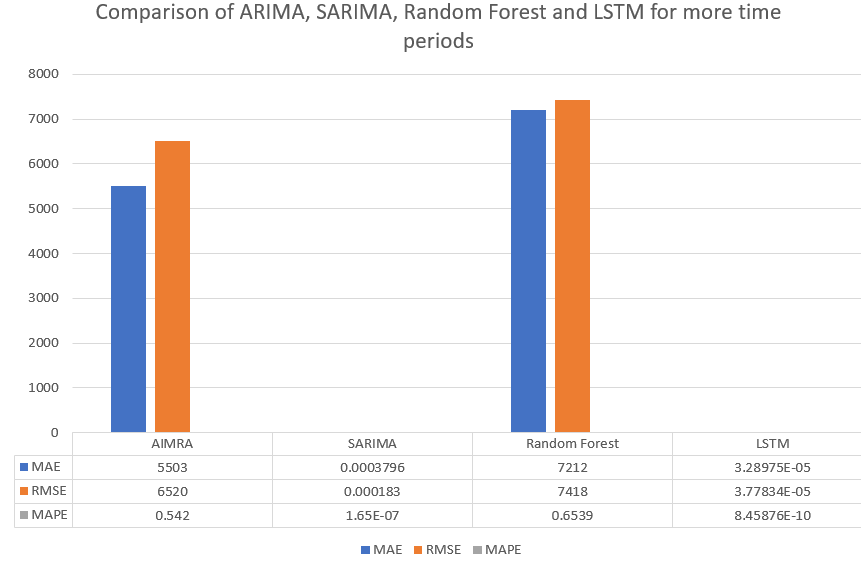 Comparison of ARIMA, SARIMA, Random Forest and LSTM for more time
periods
8000
7000
6000
5000
4000
3000
2000
1000
0
AIMRA SARIMA Random Forest LSTM
MAE 5503 0.0003796 7212 3.28975E-05
RMSE 6520 0.000183 7418 3.77834E-05
MAPE 0.542 1.65E-07 0.6539 8.45876E-10
MAE RMSE MAPE